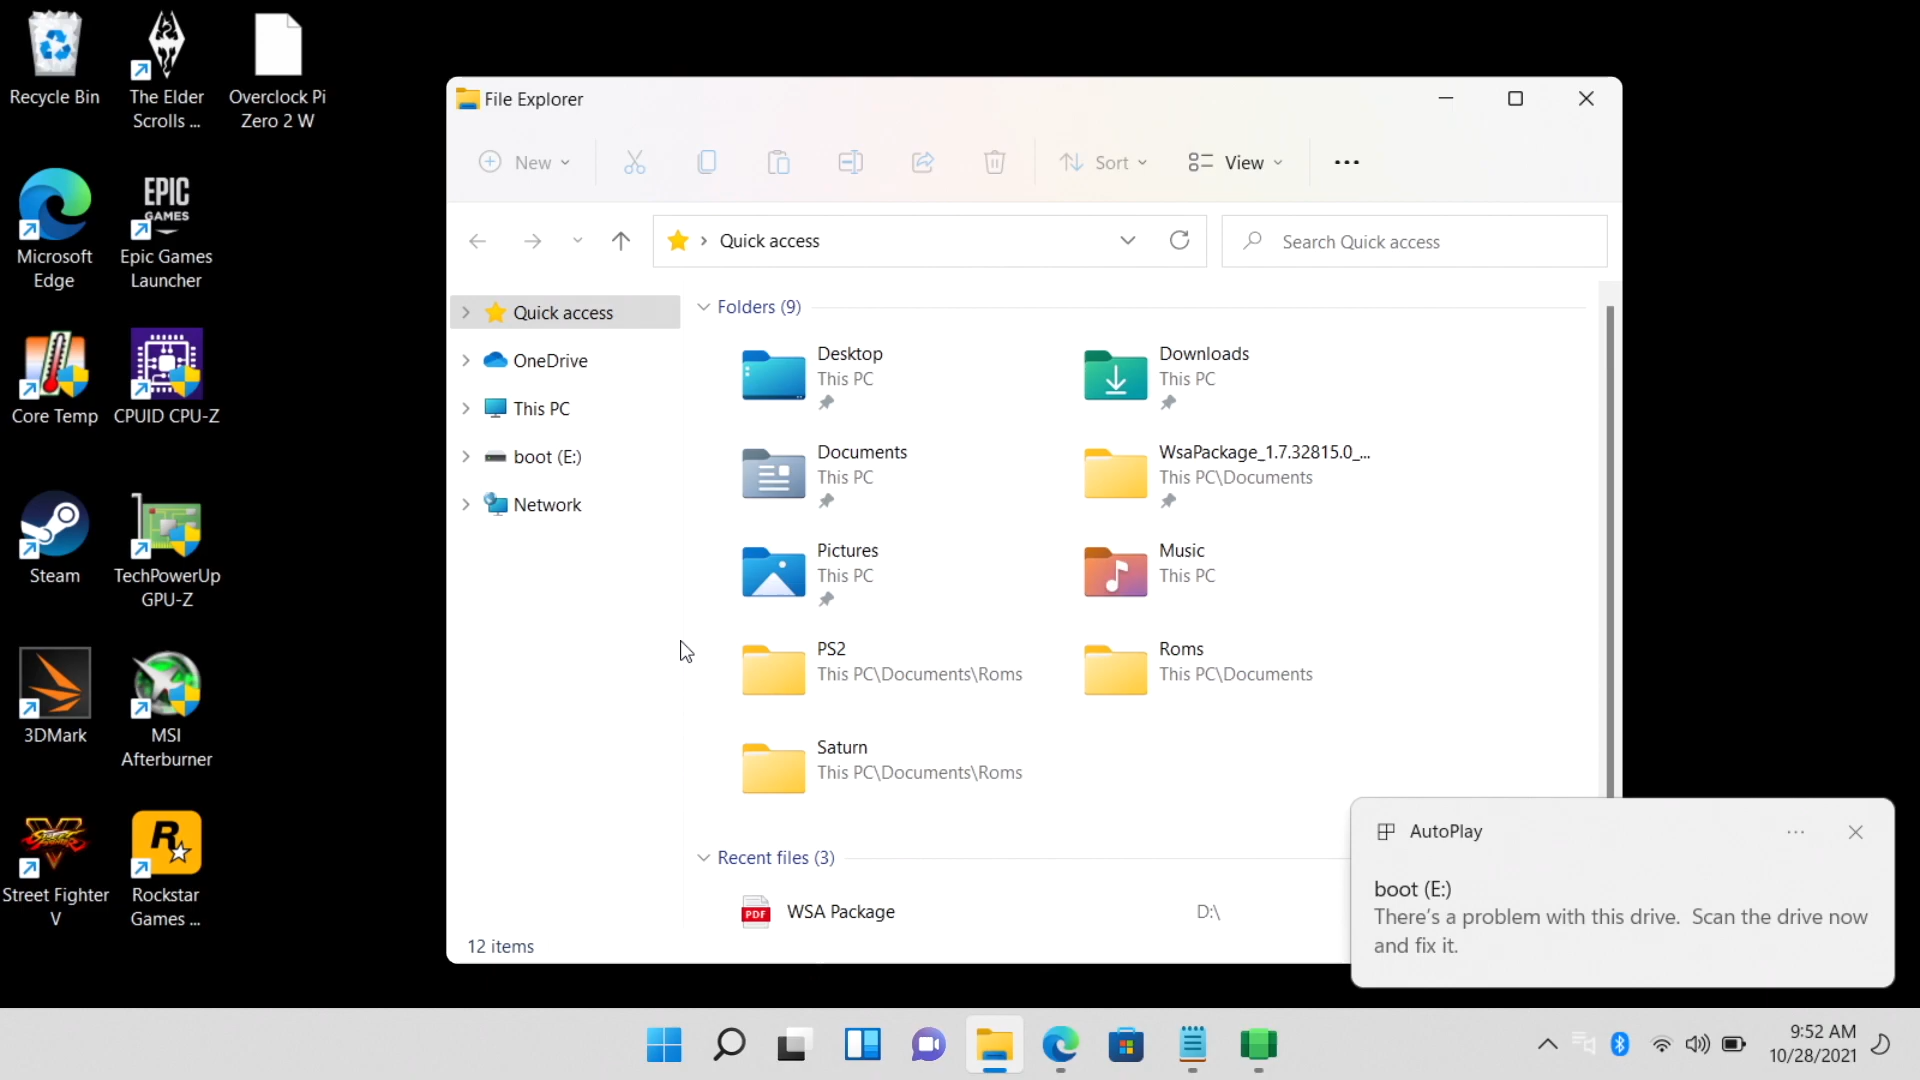 Recycle Bin
The Elder
Scrolls ...
Overclock Pi
Zero 2 W
Microsoft
Edge
EPIC
GAMES
Epic Games
Launcher
Core Temp
CPUID CPU-Z
Steam
TechPowerUp
GPU-Z
3DMark
MSI
Afterburner
Street Fighter
V
Rockstar
Games ...
File Explorer
New
Sort
View
Quick access
Search Quick access
Quick access
OneDrive
This PC
boot (E:)
Network
Folders (9)
Desktop
This PC
Downloads
This PC
Documents
This PC
WsaPackage_1.7.32815.0_...
This PC\Documents
Pictures
This PC
Music
This PC
PS2
This PC\Documents\Roms
Roms
This PC\Documents
Saturn
This PC\Documents\Roms
Recent files (3)
PDF
WSA Package
D:\
12 items
AutoPlay
boot (E:)
There's a problem with this drive. Scan the drive now
and fix it.
9:52 AM
10/28/2021